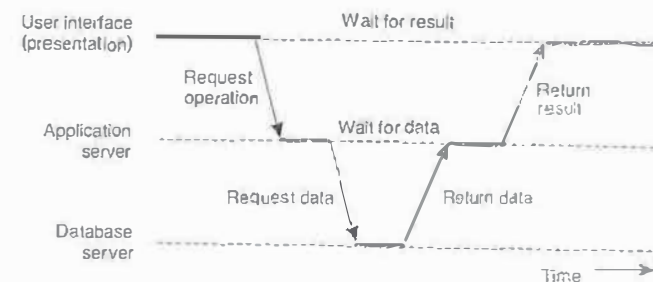 User interface
(presentation)
Wait for result
Request
operation
Return
result
Application
server
Wait for data
Request data
Return data
Database
server
Time